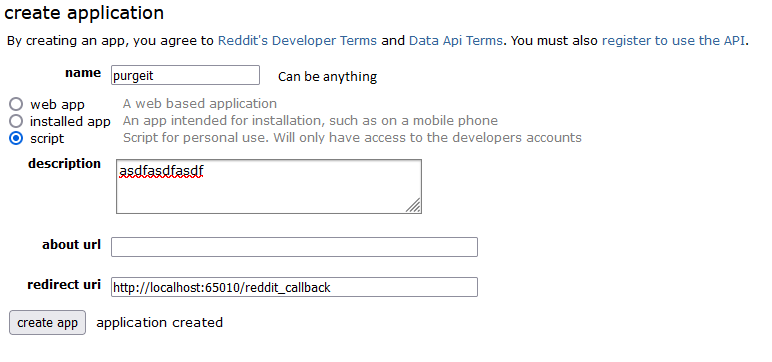 create application
By creating an app, you agree to Reddit's Developer Terms and Data Api Terms. You must also register to use the API.
name purgeit Can be anything
web app A web based application
installed app An app intended for installation, such as on a mobile phone
script Script for personal use. Will only have access to the developers accounts
description asdfasdfasdf
about url
redirect uri http://localhost:65010/reddit_callback
create app application created